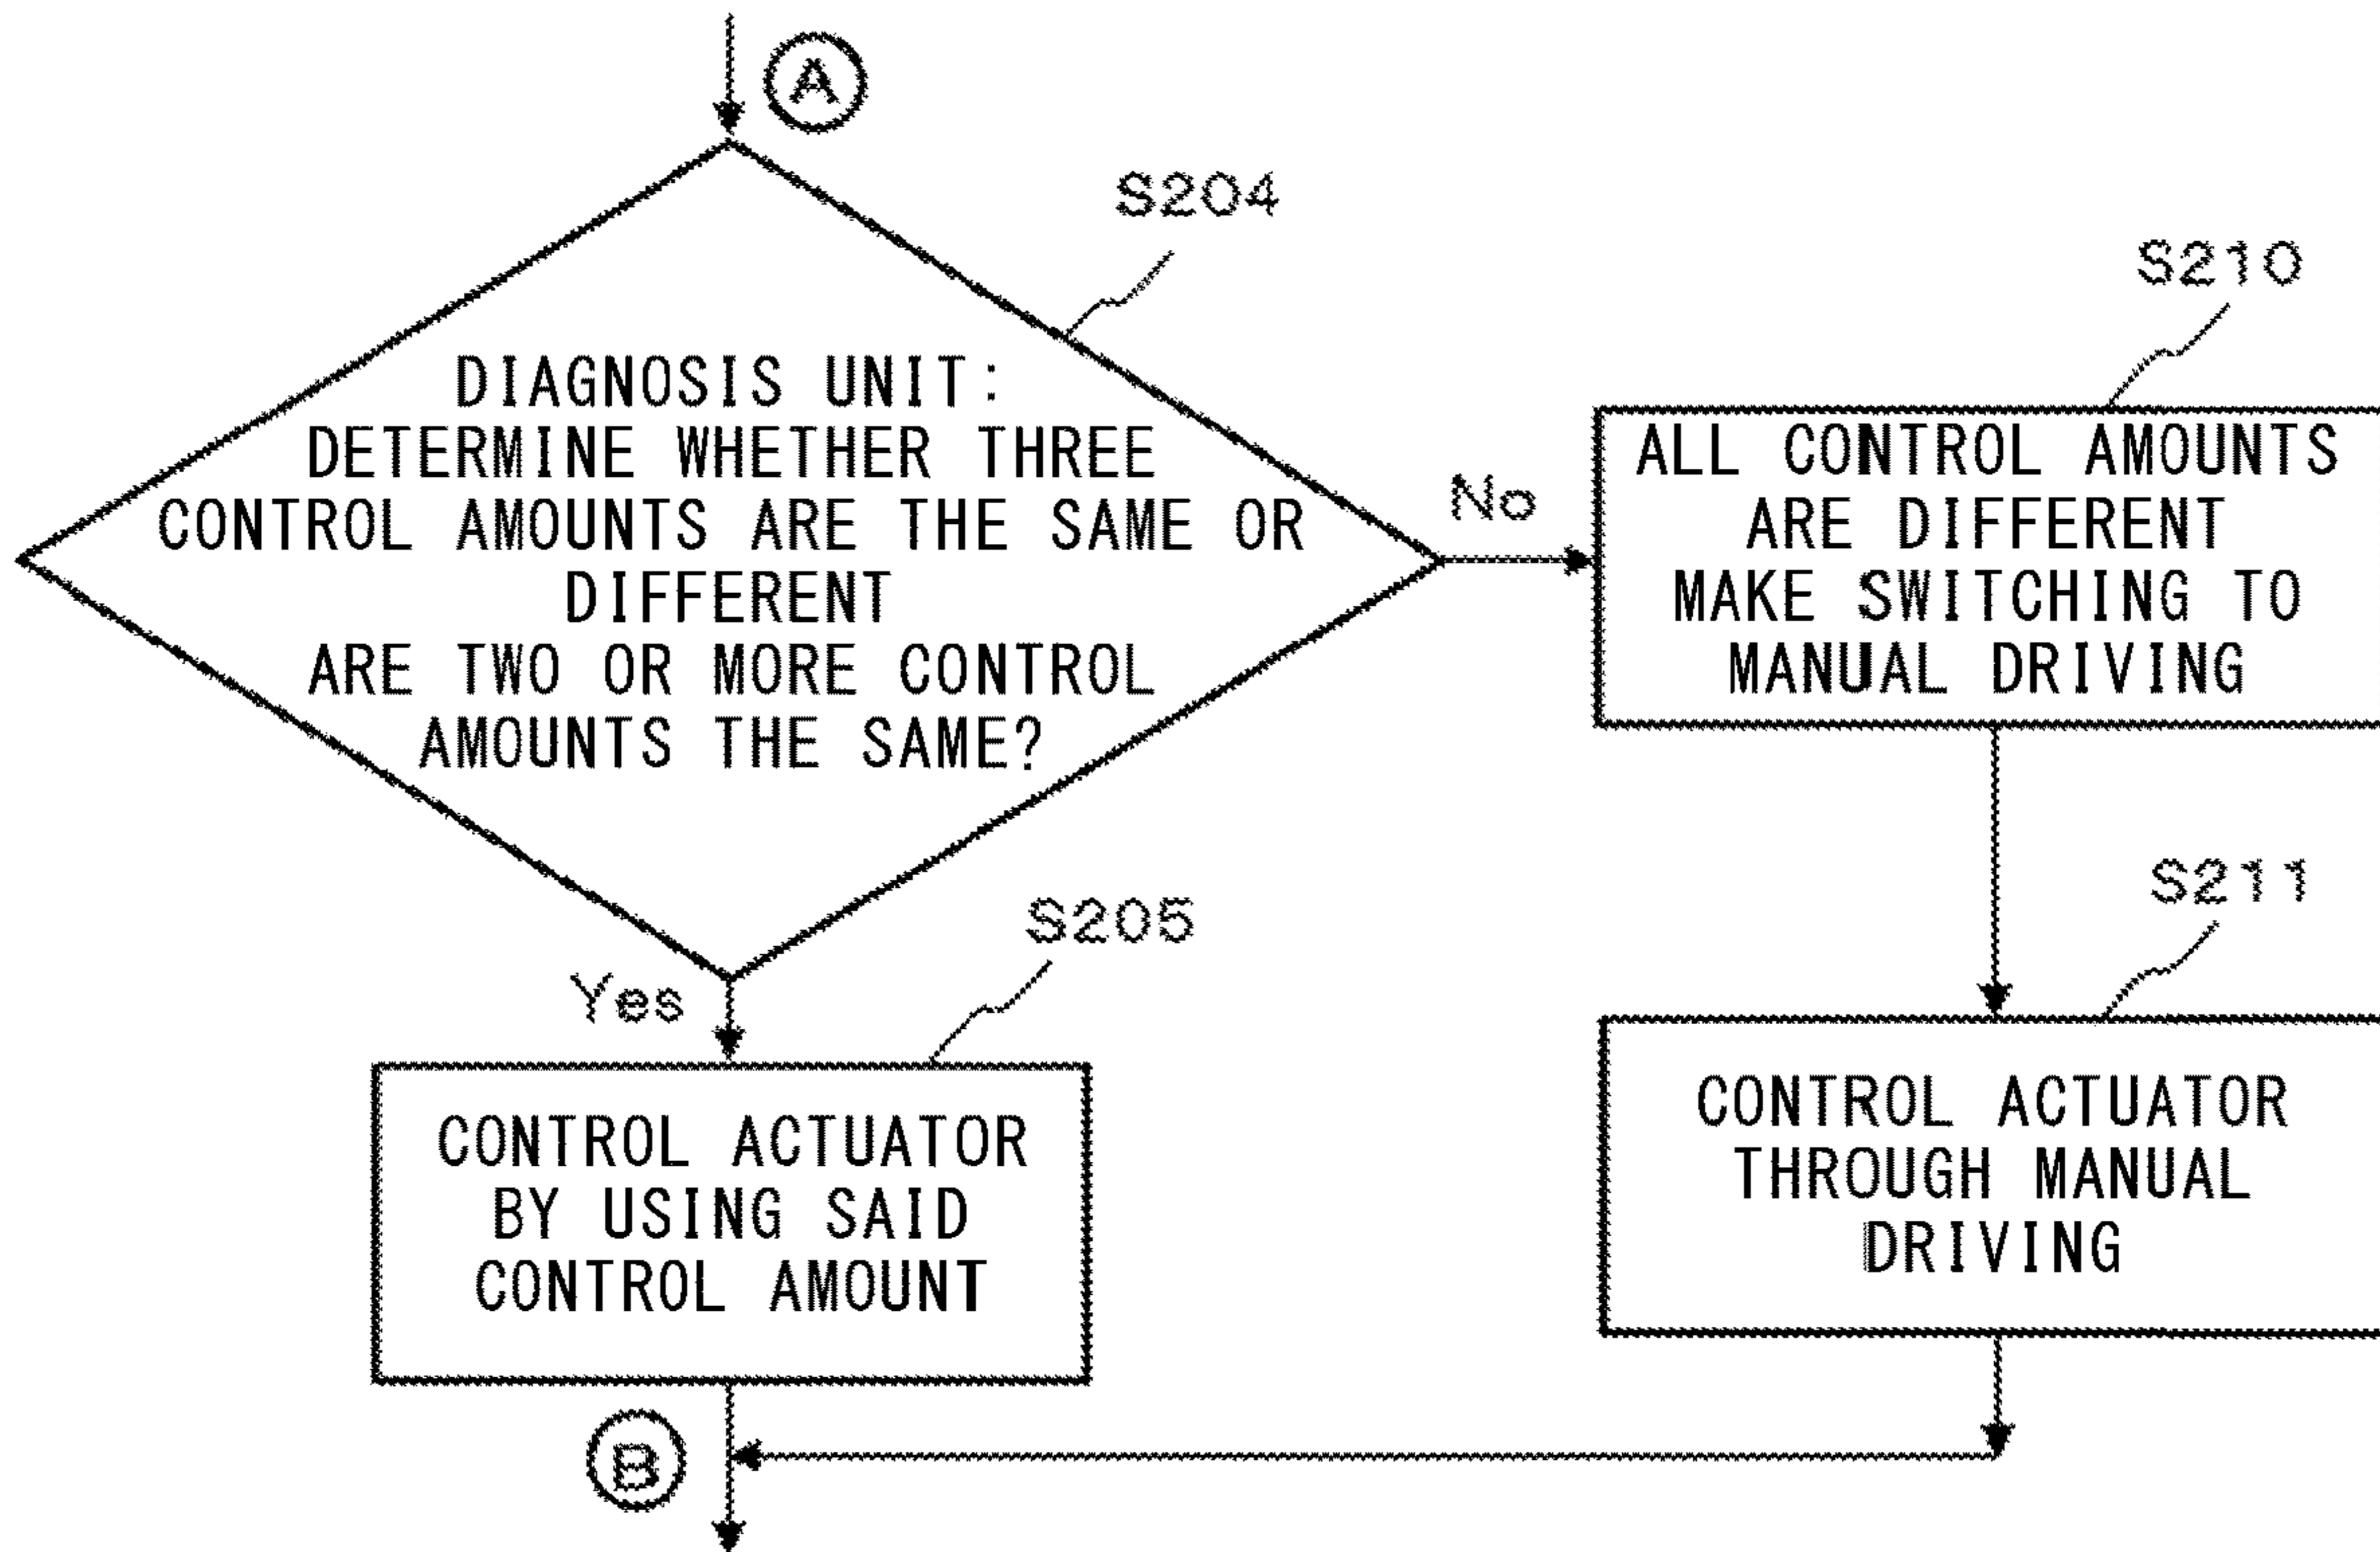 A
S204
DIAGNOSIS UNIT:
DETERMINE WHETHER THREE
CONTROL AMOUNTS ARE THE SAME OR
DIFFERENT
ARE TWO OR MORE CONTROL
AMOUNTS THE SAME?
No
S210
ALL CONTROL AMOUNTS
ARE DIFFERENT
MAKE SWITCHING TO
MANUAL DRIVING
Yes
S205
CONTROL ACTUATOR
BY USING SAID
CONTROL AMOUNT
S211
CONTROL ACTUATOR
THROUGH MANUAL
DRIVING
B